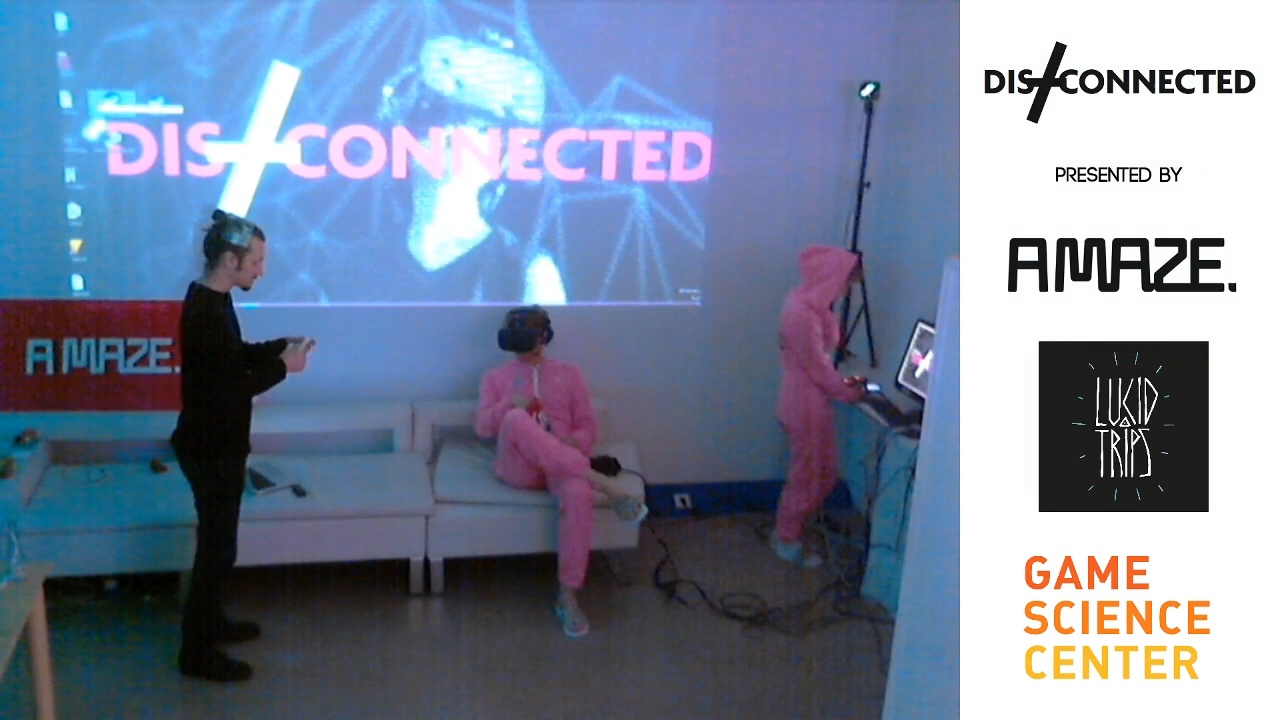 DIS/CONNECTED
A MAZE.
DIS/CONNECTED
PRESENTED BY
A MAZE.
LUCID
TRIPS
GAME
SCIENCE
CENTER